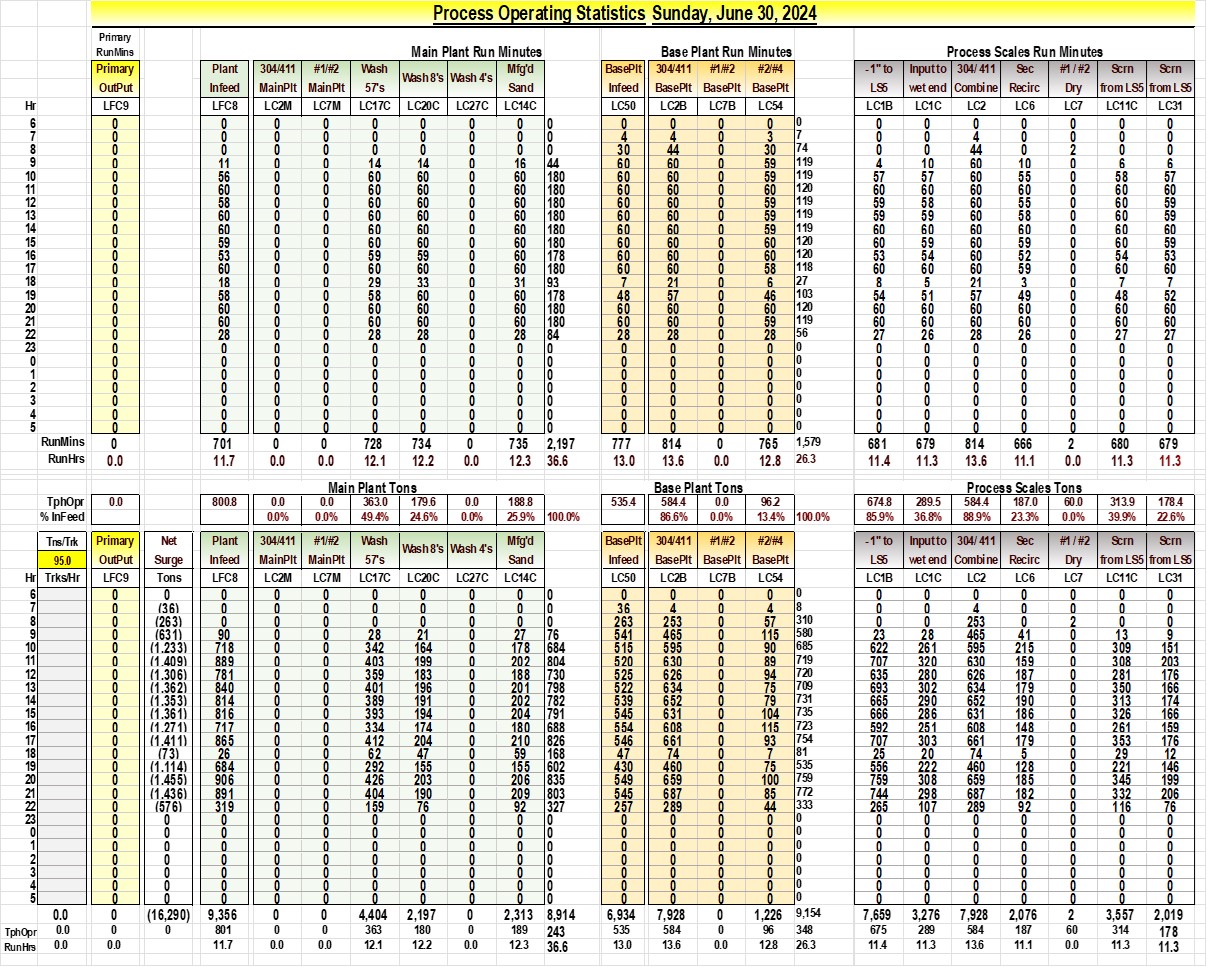 Process Operating Statistics Sunday, June 30, 2024
Primary
RunMins Main Plant Run Minutes Base Plant Run Minutes Process Scales Run Minutes
Primary Plant 304/411 #1/#2 Wash Wash 8's Wash 4's Mfg'd BasePlt 304/411 #1/#2 #2/#4 -1" to Input to 304/ 411 Sec #1 / #2 Scrn Scrn
OutPut Infeed MainPlt MainPlt 57's Sand Infeed BasePlt BasePlt BasePlt LS5 wet end Combine Recirc Dry from LS5 from LS5
Hr LFC9 LFC8 LC2M LC7M LC17C LC20C LC27C LC14C LC50 LC2B LC7B LC54 LC1B LC1C LC2 LC6 LC7 LC11C LC31
6 0 0 0 0 0 0 0 0 0 0 0 0 0 0 0 0 0 0 0 0 0
7 0 0 0 0 0 0 0 0 0 4 4 0 3 7 0 0 4 0 0 0 0
8 0 0 0 0 0 0 0 0 0 30 44 0 30 74 0 0 44 0 2 0 0
9 0 11 0 0 14 14 0 16 44 60 60 0 59 119 4 10 60 10 0 6 6
10 0 56 0 0 60 60 0 60 180 60 60 0 59 119 57 57 60 55 0 58 57
11 0 60 0 0 60 60 0 60 180 60 60 0 60 120 60 60 60 60 0 60 60
12 0 58 0 0 60 60 0 60 180 60 60 0 59 119 59 58 60 55 0 60 59
13 0 60 0 0 60 60 0 60 180 60 60 0 59 119 59 59 60 58 0 60 59
14 0 60 0 0 60 60 0 60 180 60 60 0 59 119 60 60 60 60 0 60 60
15 0 59 0 0 60 60 0 60 180 60 60 0 60 120 60 59 60 59 0 60 59
16 0 53 0 0 59 59 0 60 178 60 60 0 60 120 53 54 60 52 0 54 53
17 0 60 0 0 60 60 0 60 180 60 60 0 58 118 60 60 60 59 0 60 60
18 0 18 0 0 29 33 0 31 93 7 21 0 6 27 8 5 21 3 0 7 7
19 0 58 0 0 58 60 0 60 178 48 57 0 46 103 54 51 57 49 0 48 52
20 0 60 0 0 60 60 0 60 180 60 60 0 60 120 60 60 60 60 0 60 60
21 0 60 0 0 60 60 0 60 180 60 60 0 59 119 60 60 60 60 0 60 60
22 0 28 0 0 28 28 0 28 84 28 28 0 28 56 27 26 28 26 0 27 27
23 0 0 0 0 0 0 0 0 0 0 0 0 0 0 0 0 0 0 0 0 0
0 0 0 0 0 0 0 0 0 0 0 0 0 0 0 0 0 0 0 0 0 0
1 0 0 0 0 0 0 0 0 0 0 0 0 0 0 0 0 0 0 0 0 0
2 0 0 0 0 0 0 0 0 0 0 0 0 0 0 0 0 0 0 0 0 0
3 0 0 0 0 0 0 0 0 0 0 0 0 0 0 0 0 0 0 0 0 0
4 0 0 0 0 0 0 0 0 0 0 0 0 0 0 0 0 0 0 0 0 0
5 0 0 0 0 0 0 0 0 0 0 0 0 0 0 0 0 0 0 0 0 0
RunMins 0 701 0 0 728 734 0 735 2,197 777 814 0 765 1,579 681 679 814 666 2 680 679
RunHrs 0.0 11.7 0.0 0.0 12.1 12.2 0.0 12.3 36.6 13.0 13.6 0.0 12.8 26.3 11.4 11.3 13.6 11.1 0.0 11.3 11.3
Main Plant Tons Base Plant Tons Process Scales Tons
TphOpr 0.0 800.8 0.0 0.0 363.0 179.6 0.0 188.8 535.4 584.4 0.0 96.2 674.8 289.5 584.4 187.0 60.0 313.9 178.4
% InFeed 0.0% 0.0% 49.4% 24.6% 0.0% 25.9% 100.0% 86.6% 0.0% 13.4% 100.0% 85.9% 36.8% 88.9% 23.3% 0.0% 39.9% 22.6%
Tns/Trk Primary Net Plant 304/411 #1/#2 Wash Wash 8's Wash 4's Mfg'd BasePlt 304/411 #1/#2 #2/#4 -1" to Input to 304/ 411 Sec #1 / #2 Scrn Scrn
95.0 OutPut Surge Infeed MainPlt MainPlt 57's Sand Infeed BasePlt BasePlt BasePlt LS5 wet end Combine Recirc Dry from LS5 from LS5
Hr Trks/Hr LFC9 Tons LFC8 LC2M LC7M LC17C LC20C LC27C LC14C LC50 LC2B LC7B LC54 LC1B LC1C LC2 LC6 LC7 LC11C LC31
6 0 0 0 0 0 0 0 0 0 0 0 0 0 0 0 0 0 0 0 0 0 0
7 0 (36) 0 0 0 0 0 0 0 0 36 4 0 4 8 0 0 4 0 0 0 0
8 0 (263) 0 0 0 0 0 0 0 0 263 253 0 57 310 0 0 253 0 2 0 0
9 0 (631) 90 0 0 28 21 0 27 76 541 465 0 115 580 23 28 465 41 0 13 9
10 0 (1,233) 718 0 0 342 164 0 178 684 515 595 0 90 685 622 261 595 215 0 309 151
11 0 (1,409) 889 0 0 403 199 0 202 804 520 630 0 89 719 707 320 630 159 0 308 203
12 0 (1,306) 781 0 0 359 183 0 188 730 525 626 0 94 720 635 280 626 187 0 281 176
13 0 (1,362) 840 0 0 401 196 0 201 798 522 634 0 75 709 693 302 634 179 0 350 166
14 0 (1,353) 814 0 0 389 191 0 202 782 539 652 0 79 731 665 290 652 190 0 313 174
15 0 (1,361) 816 0 0 393 194 0 204 791 545 631 0 104 735 666 286 631 186 0 326 166
16 0 (1,271) 717 0 0 334 174 0 180 688 554 608 0 115 723 592 251 608 148 0 261 159
17 0 (1,411) 865 0 0 412 204 0 210 826 546 661 0 93 754 707 303 661 179 0 353 176
18 0 (73) 26 0 0 62 47 0 59 168 47 74 0 7 81 25 20 74 5 0 29 12
19 0 (1,114) 684 0 0 292 155 0 155 602 430 460 0 75 535 556 222 460 128 0 221 146
20 0 (1,455) 906 0 0 426 203 0 206 835 549 659 0 100 759 759 308 659 185 0 345 199
21 0 (1,436) 891 0 0 404 190 0 209 803 545 687 0 85 772 744 298 687 182 0 332 206
22 0 (576) 319 0 0 159 76 0 92 327 257 289 0 44 333 265 107 289 92 0 116 76
23 0 0 0 0 0 0 0 0 0 0 0 0 0 0 0 0 0 0 0 0 0 0
0 0 0 0 0 0 0 0 0 0 0 0 0 0 0 0 0 0 0 0 0 0 0
1 0 0 0 0 0 0 0 0 0 0 0 0 0 0 0 0 0 0 0 0 0 0
2 0 0 0 0 0 0 0 0 0 0 0 0 0 0 0 0 0 0 0 0 0 0
3 0 0 0 0 0 0 0 0 0 0 0 0 0 0 0 0 0 0 0 0 0 0
4 0 0 0 0 0 0 0 0 0 0 0 0 0 0 0 0 0 0 0 0 0 0
5 0 0 0 0 0 0 0 0 0 0 0 0 0 0 0 0 0 0 0 0 0 0
0.0 0 (16,290) 9,356 0 0 4,404 2,197 0 2,313 8,914 6,934 7,928 0 1,226 9,154 7,659 3,276 7,928 2,076 2 3,557 2,019
TphOpr 0.0 0 0 801 0 0 363 180 0 189 243 535 584 0 96 348 675 289 584 187 60 314 178
RunHrs 0.0 0.0 11.7 0.0 0.0 12.1 12.2 0.0 12.3 36.6 13.0 13.6 0.0 12.8 26.3 11.4 11.3 13.6 11.1 0.0 11.3 11.3